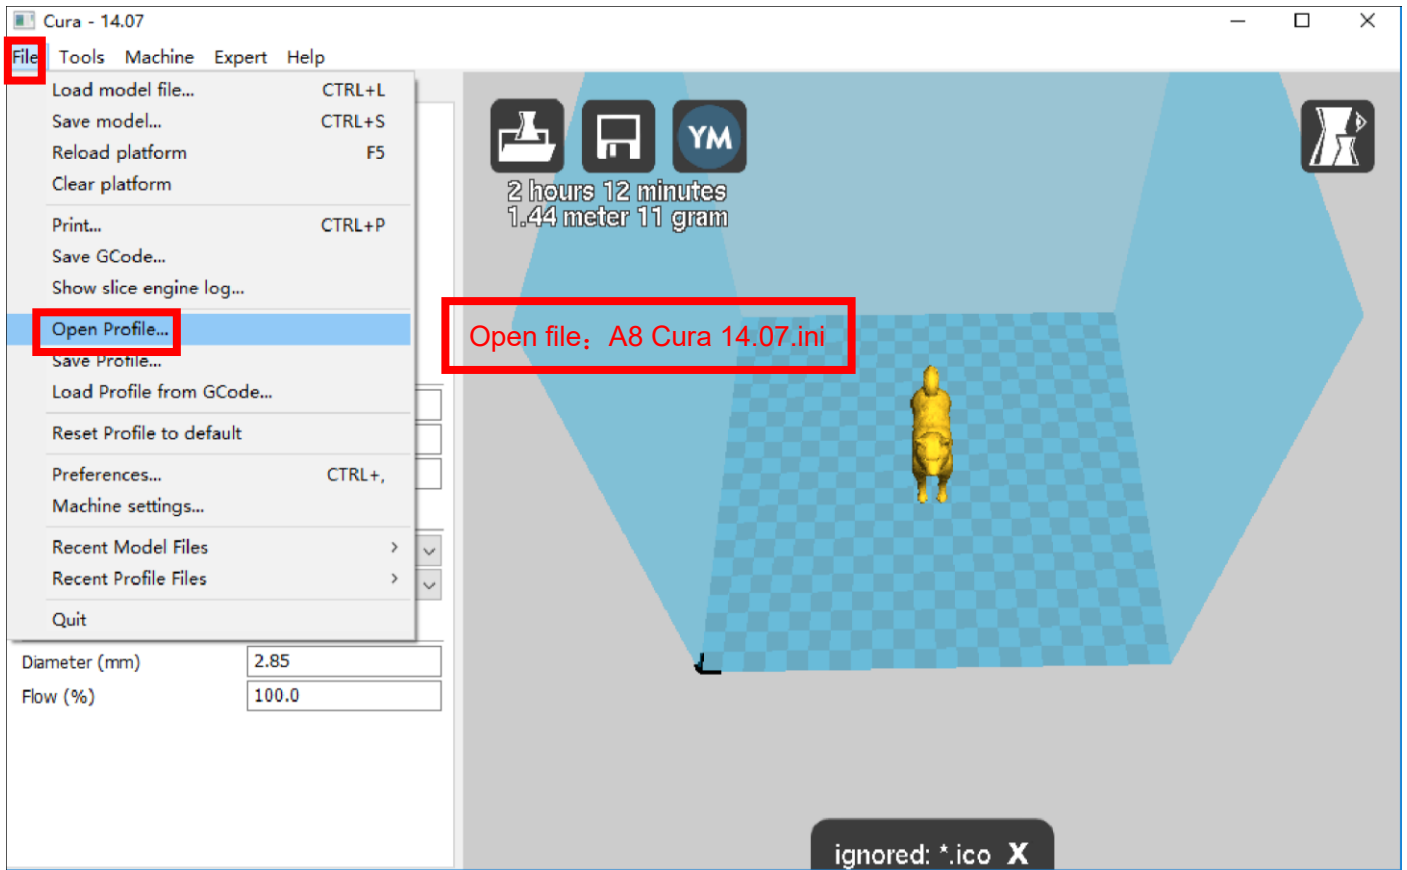 Cura - 14.07
File Tools Machine Expert Help
Load model file... CTRL+L
Save model... CTRL+S
Reload platform F5
Clear platform
Print... CTRL+P
Save GCode...
Show slice engine log...
Open Profile...
Save Profile...
Load Profile from GCode...
Reset Profile to default
Preferences... CTRL+,
Machine settings...
Recent Model Files
Recent Profile Files
Quit
Diameter (mm) 2.85
Flow (%) 100.0
YM
2 hours 12 minutes
1.44 meter 11 gram
Open file：A8 Cura 14.07.ini
ignored: *.ico X